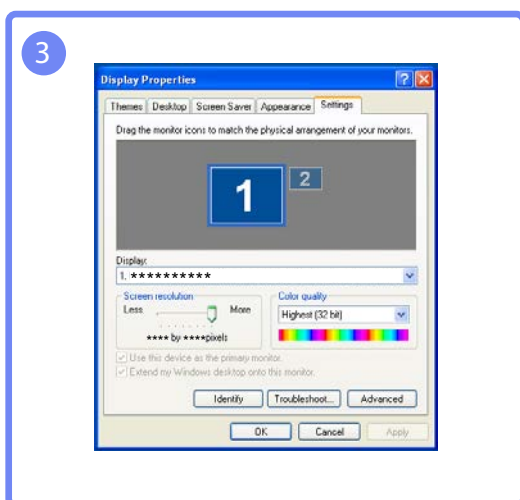 3
Display Properties
Themes Desktop Screen Saver Appearance Settings
Drag the monitor icons to match the physical arrangement of your monitors.
1 2
Display:
1. **********
Screen resolution Color quality
Less More Highest (32 bit)
**** by ****pixels
Use this device as the primary monitor.
Extend my Windows desktop onto this monitor.
Identify Troubleshoot... Advanced
OK Cancel Apply